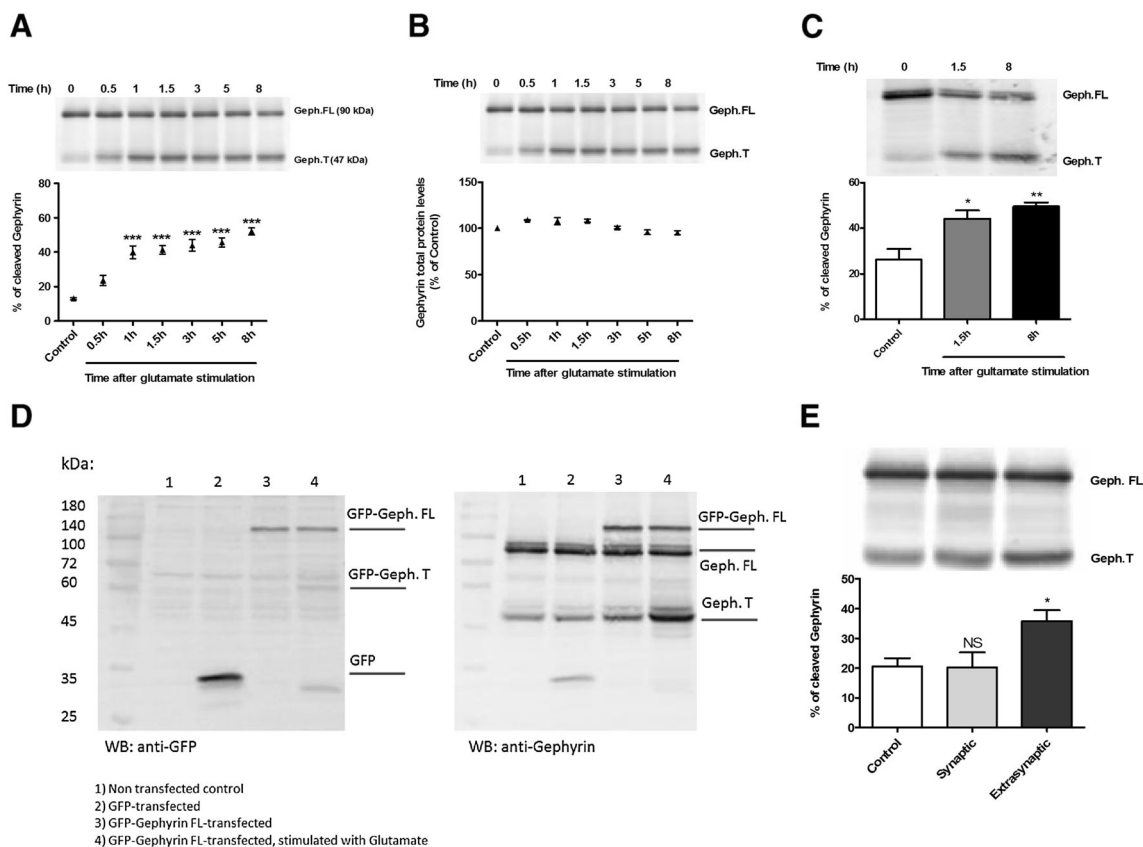 A
Time (h) 0 0.5 1 1.5 3 5 8
Geph.FL (90 kDa)
Geph.T (47 kDa)
% of cleaved Gephyrin
80
60
40
20
0
*** *** *** *** ***
Control 0.5h 1h 1.5h 3h 5h 8h
Time after glutamate stimulation
B
Time (h) 0 0.5 1 1.5 3 5 8
Geph.FL
Geph.T
Gephyrin total protein levels
(% of Control)
150
100
50
0
Control 0.5h 1h 1.5h 3h 5h 8h
Time after glutamate stimulation
C
Time (h) 0 1.5 8
Geph.FL
Geph.T
% of cleaved Gephyrin
60
40
20
0
* **
Control 1.5h 8h
Time after gultamate stimulation
D
kDa:
1 2 3 4
180
140
100
72
60
45
35
25
GFP-Geph. FL
GFP-Geph. T
GFP
WB: anti-GFP
1 2 3 4
GFP-Geph. FL
Geph. FL
Geph. T
WB: anti-Gephyrin
1) Non transfected control
2) GFP-transfected
3) GFP-Gephyrin FL-transfected
4) GFP-Gephyrin FL-transfected, stimulated with Glutamate
E
Geph. FL
Geph.T
% of cleaved Gephyrin
50
40
30
20
10
0
NS *
Control Synaptic Extrasynaptic